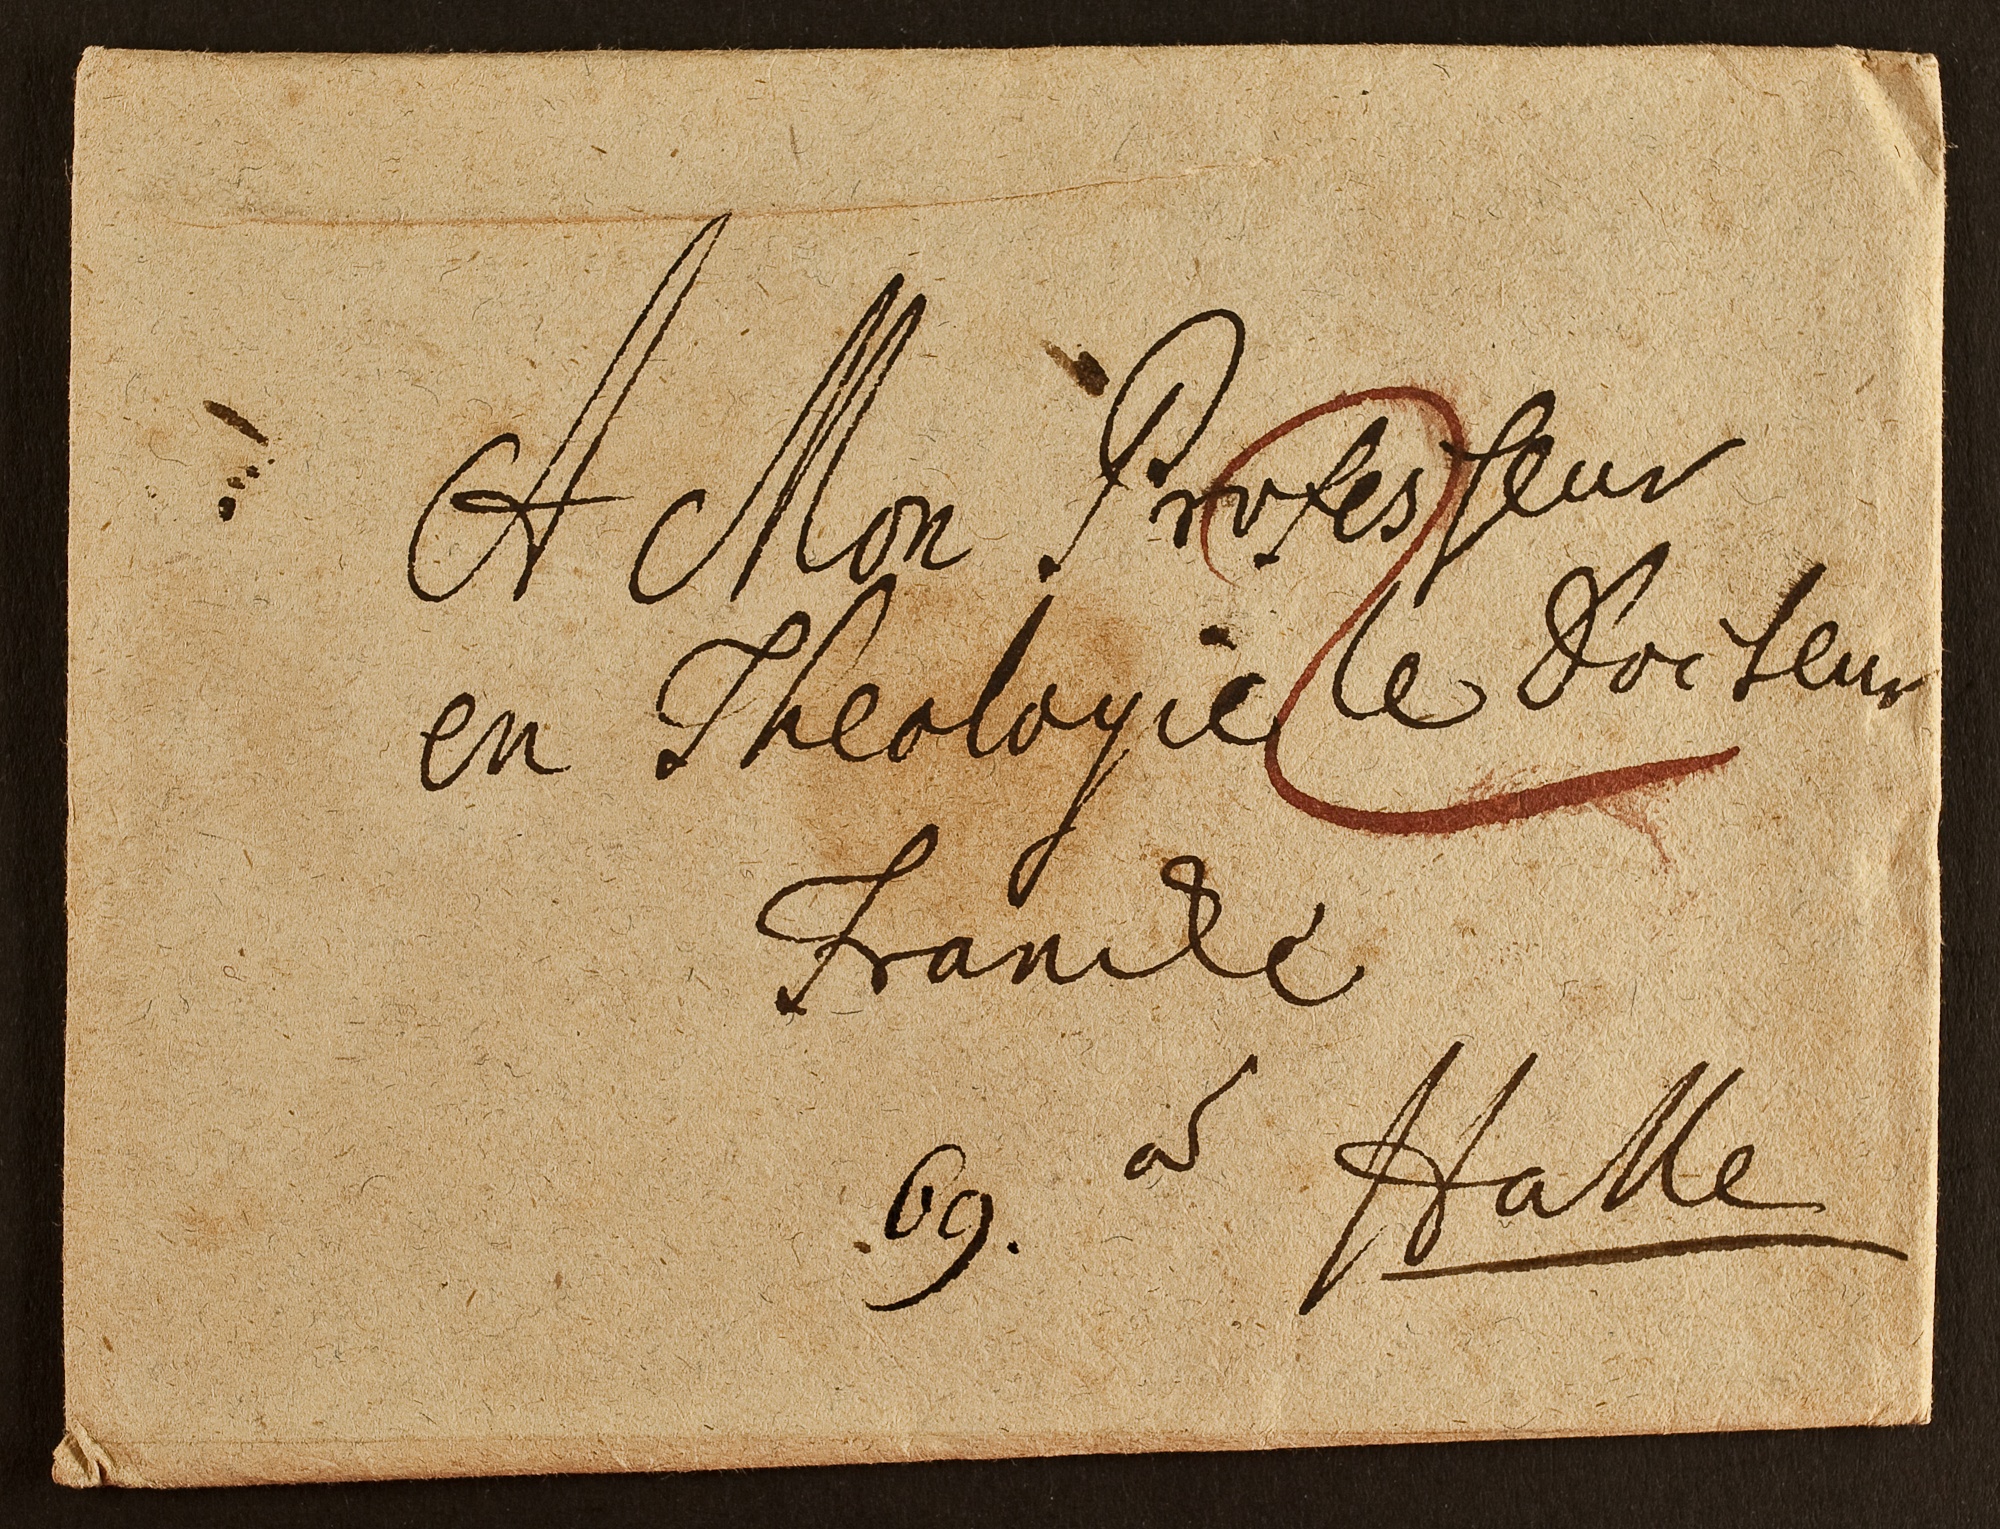 A Mon Professeur
en Theologie le Docteur
Francke
a Halle
69.